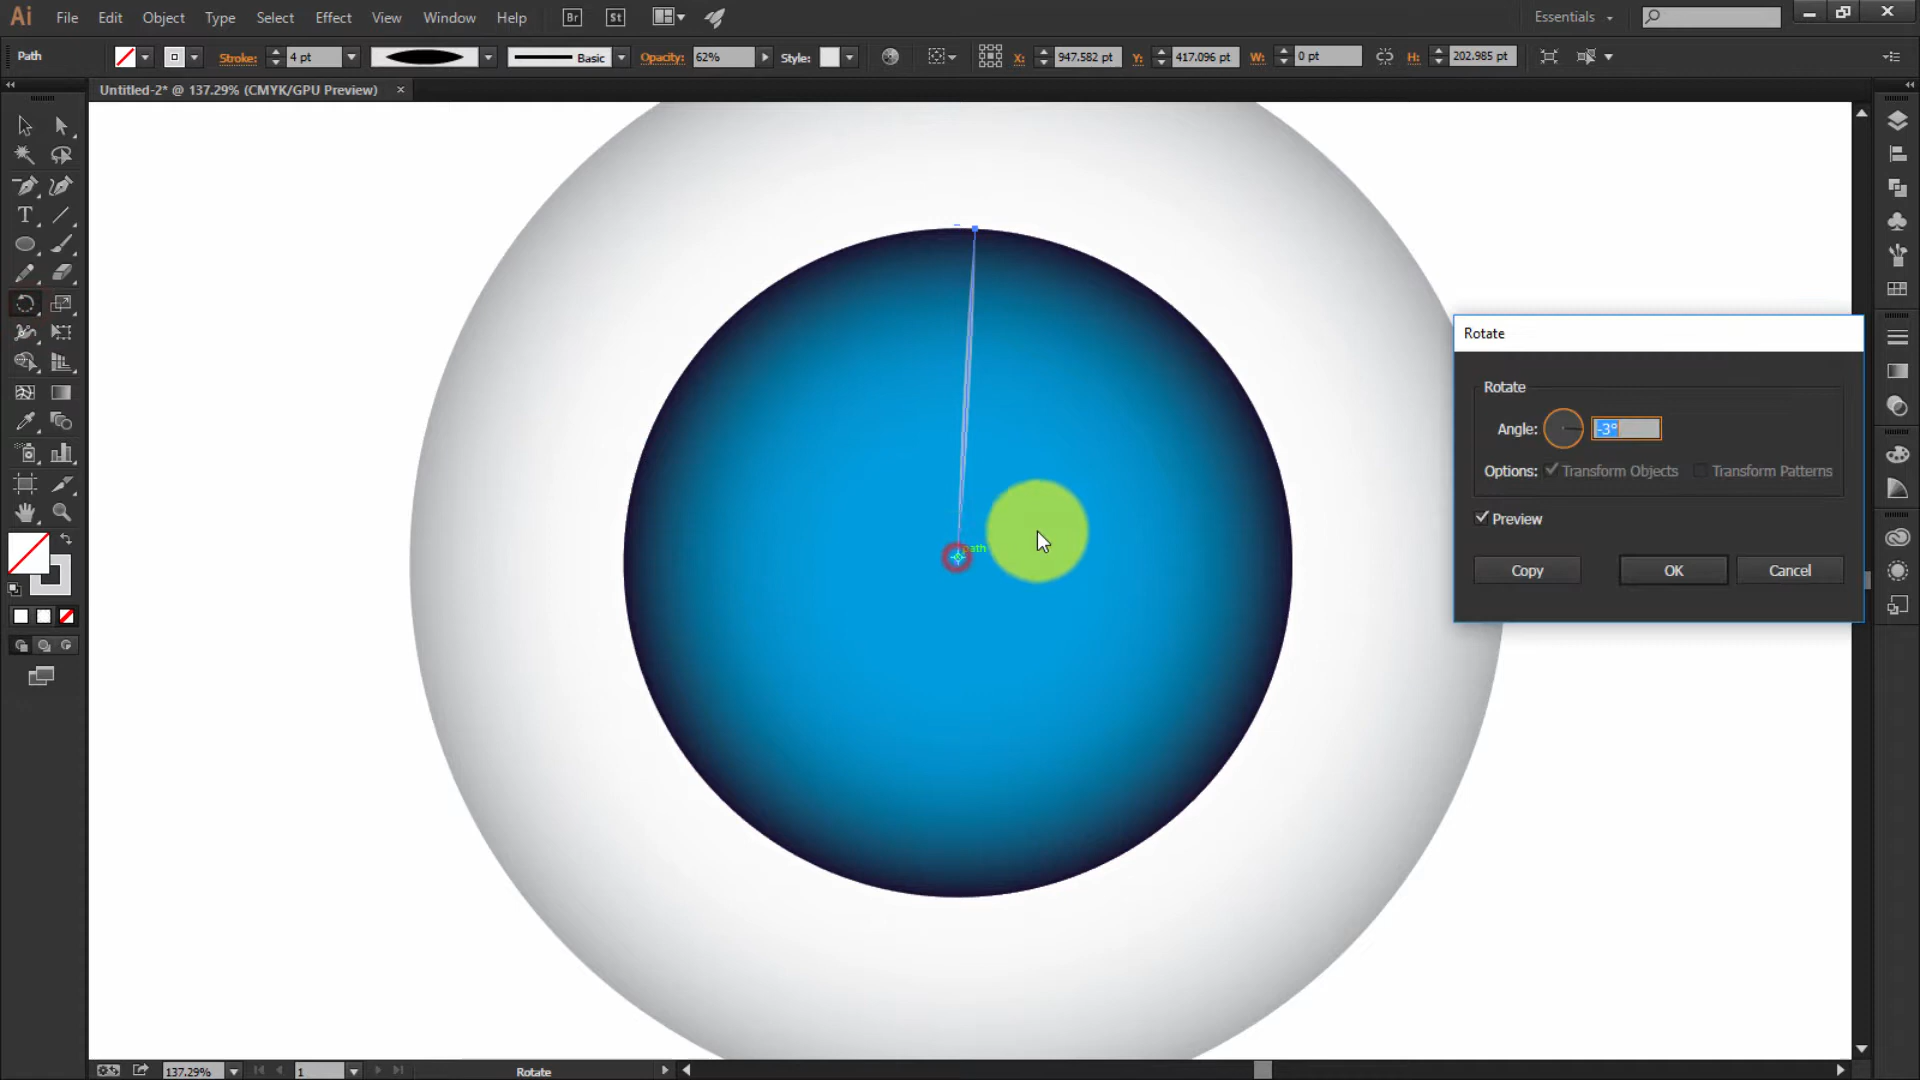 Ai File Edit Object Type Select Effect View Window Help Br St Essentials
Path Stroke: 4 pt Basic Opacity: 62% Style: X: 947.582 pt Y: 417.096 pt W: 0 pt H: 202.985 pt
Untitled-2* @ 137.29% (CMYK/GPU Preview) ×
Rotate
Rotate
Angle: -3°
Options: Transform Objects Transform Patterns
Preview
path
Copy OK Cancel
137.29% 1 Rotate